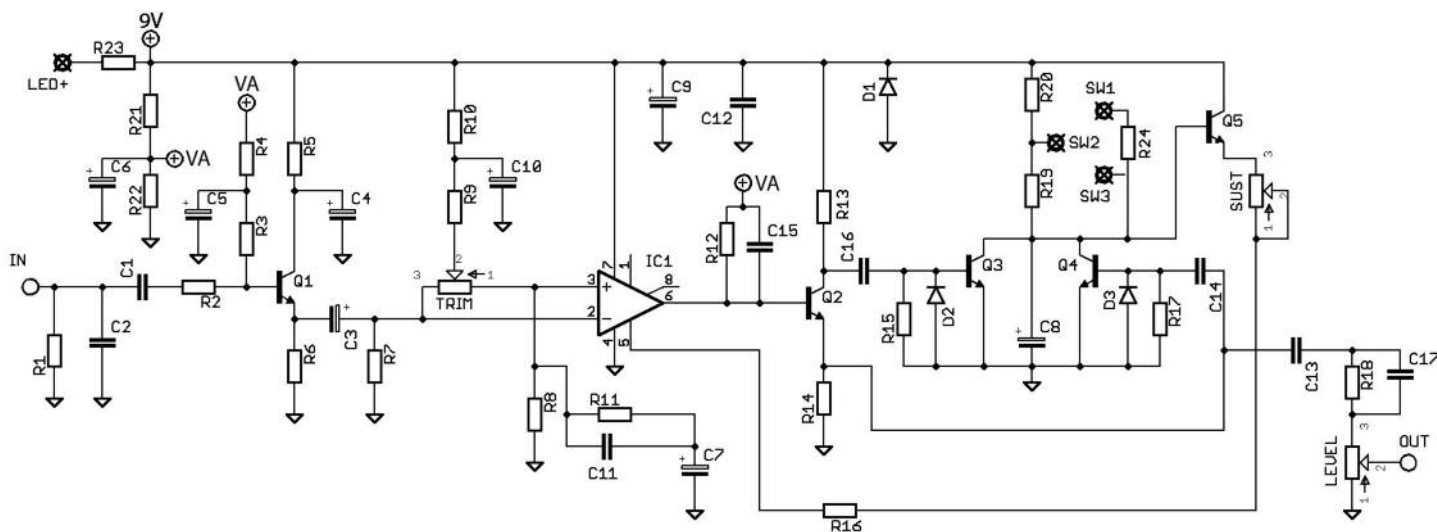 9V
R23
LED+
R21
VA
C6
R22
VA
R4
C5
R3
R5
C4
IN
C1
R2
Q1
R1
C2
R6
C3
R7
R10
C10
R9
3
2
1
TRIM
C9
C12
7
1
IC1
3
8
6
2
4
5
R8
R11
C11
C7
VA
R12
C15
R13
C16
Q2
R14
R16
D1
R15
D2
Q3
C8
Q4
D3
R17
C14
R20
SW2
R19
SW1
R24
SW3
Q5
3
SUST
2
1
C13
R18
C17
3
LEVEL
2
1
OUT